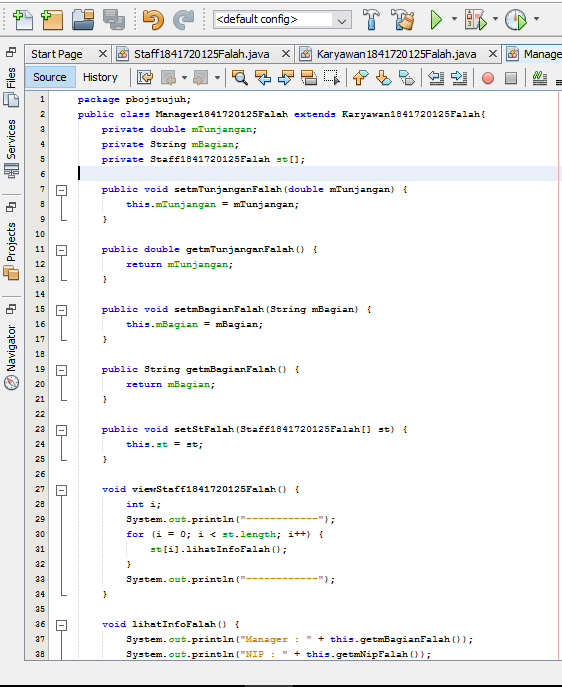 <default config>
Start Page
Staff1841720125Falah.java
Karyawan1841720125Falah.java
Manage
Source
History
Files
Services
Projects
Navigator
1 package pbojstujuh;
2 public class Manager1841720125Falah extends Karyawan1841720125Falah{
3 private double mTunjangan;
4 private String mBagian;
5 private Staff1841720125Falah st[];
6
7 public void setmTunjanganFalah(double mTunjangan) {
8 this.mTunjangan = mTunjangan;
9 }
10
11 public double getmTunjanganFalah() {
12 return mTunjangan;
13 }
14
15 public void setmBagianFalah(String mBagian) {
16 this.mBagian = mBagian;
17 }
18
19 public String getmBagianFalah() {
20 return mBagian;
21 }
22
23 public void setStFalah(Staff1841720125Falah[] st) {
24 this.st = st;
25 }
26
27 void viewStaff1841720125Falah() {
28 int i;
29 System.out.println("------------");
30 for (i = 0; i < st.length; i++) {
31 st[i].lihatInfoFalah();
32 }
33 System.out.println("------------");
34 }
35
36 void lihatInfoFalah() {
37 System.out.println("Manager : " + this.getmBagianFalah());
38 System.out.println("NIP : " + this.getmNipFalah());